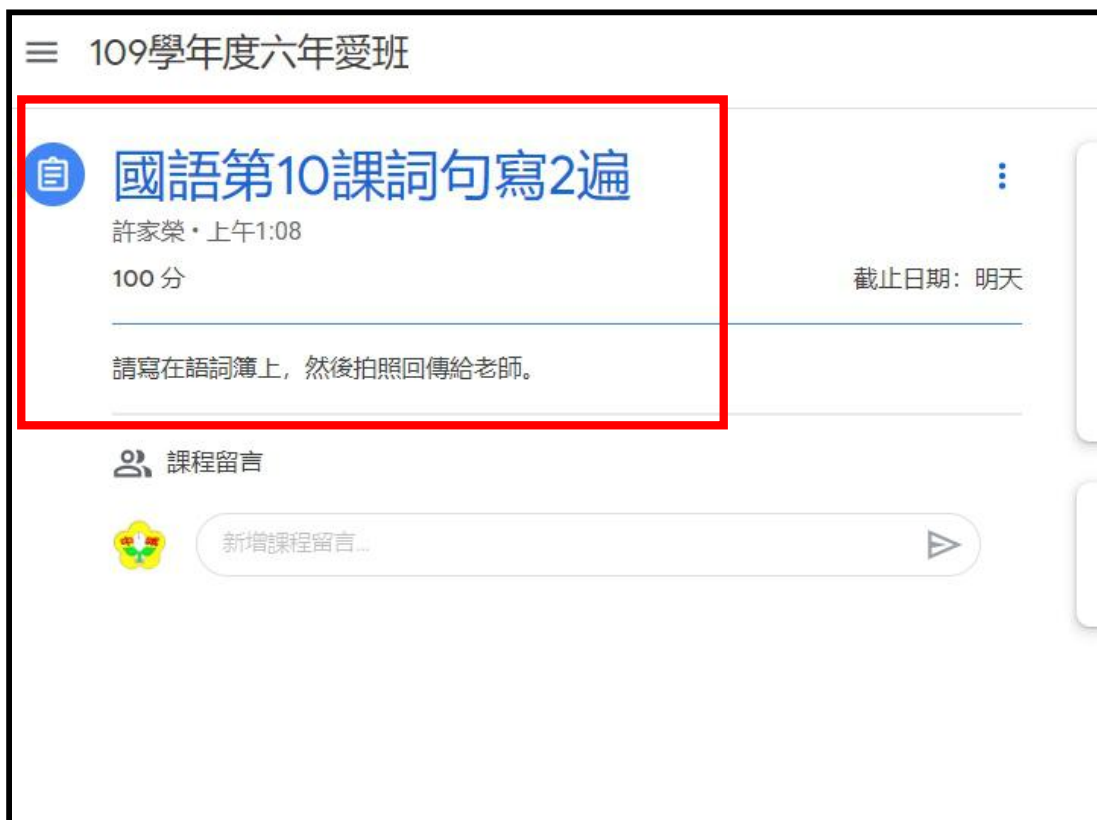 109學年度六年愛班
國語第10課詞句寫2遍
許家榮 • 上午1:08
100 分
截止日期：明天
請寫在語詞簿上，然後拍照回傳給老師。
課程留言
新增課程留言...